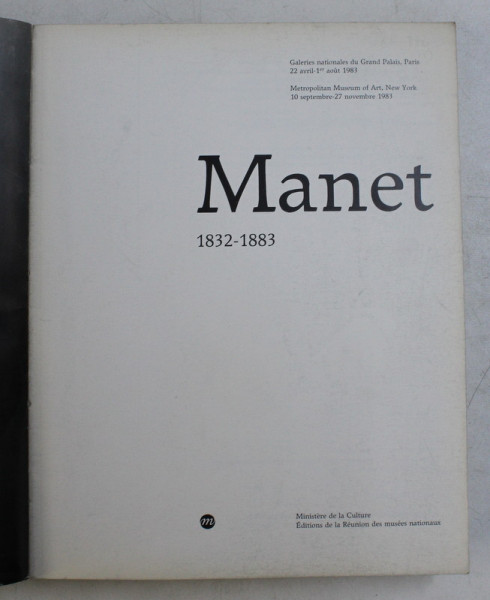 Galeries nationales du Grand Palais, Paris
22 avril-1er août 1983
Metropolitan Museum of Art, New York
10 septembre-27 novembre 1983
Manet
1832-1883
m
Ministère de la Culture
Éditions de la Réunion des musées nationaux